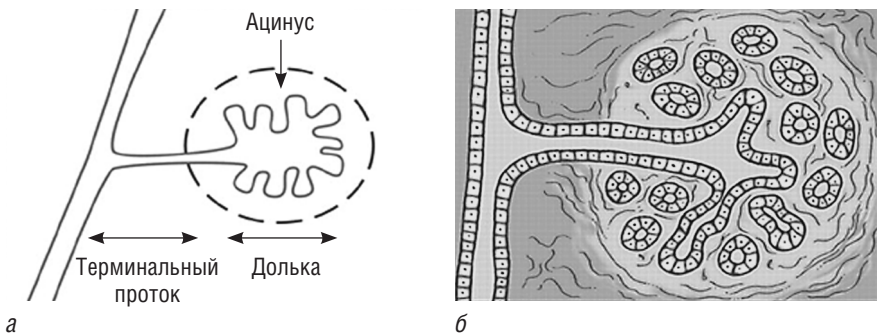 Ацинус
Терминальный
проток
Долька
а
б